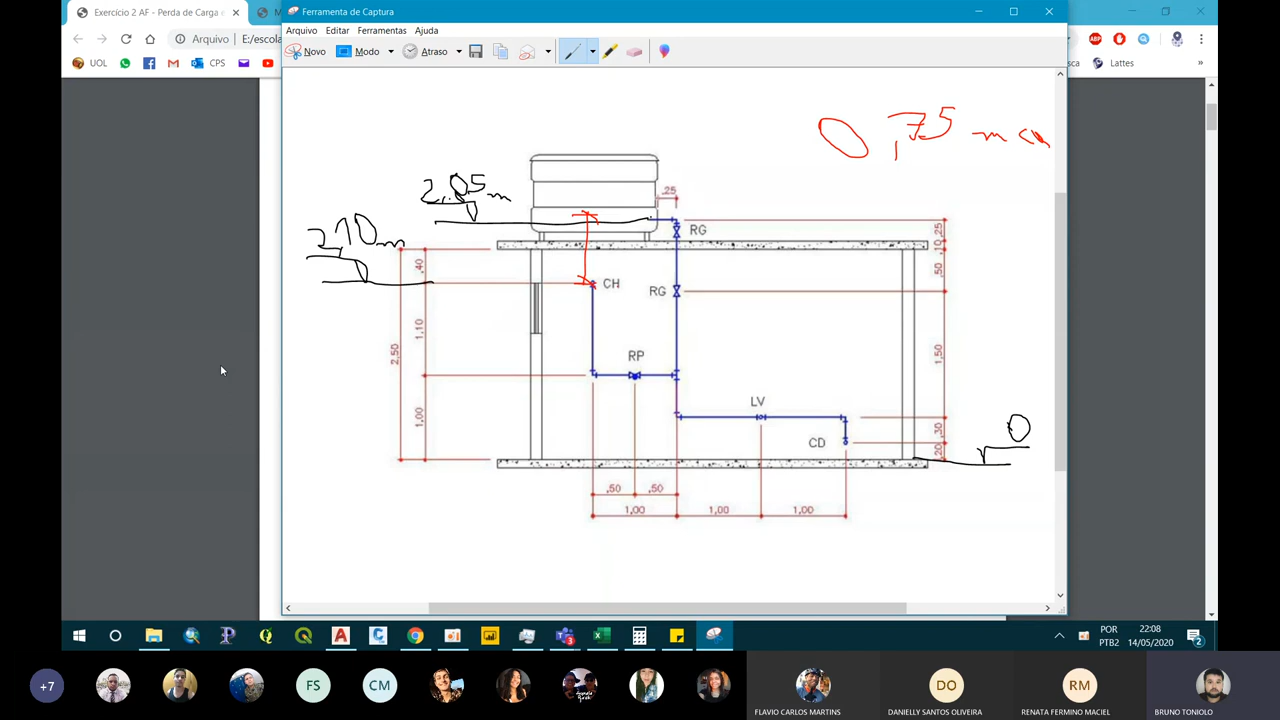 Exercício 2 AF - Perda de Carga e
Ferramenta de Captura
Arquivo
E:/escola
Arquivo Editar Ferramentas Ajuda
Novo Modo Atraso
UOL
CPS
Lattes
0,75 mca
2,85 m
,25
RG
2,10 m
,40
CH
RG
,25
,10
,50
1,10
2,50
RP
1,50
1,00
LV
CD
,30
,20
0
,50 ,50
1,00 1,00 1,00
POR
PTB2
22:08
14/05/2020
2
+7
FS
CM
DO
RM
FLAVIO CARLOS MARTINS
DANIELLY SANTOS OLIVEIRA
RENATA FERMINO MACIEL
BRUNO TONIOLO